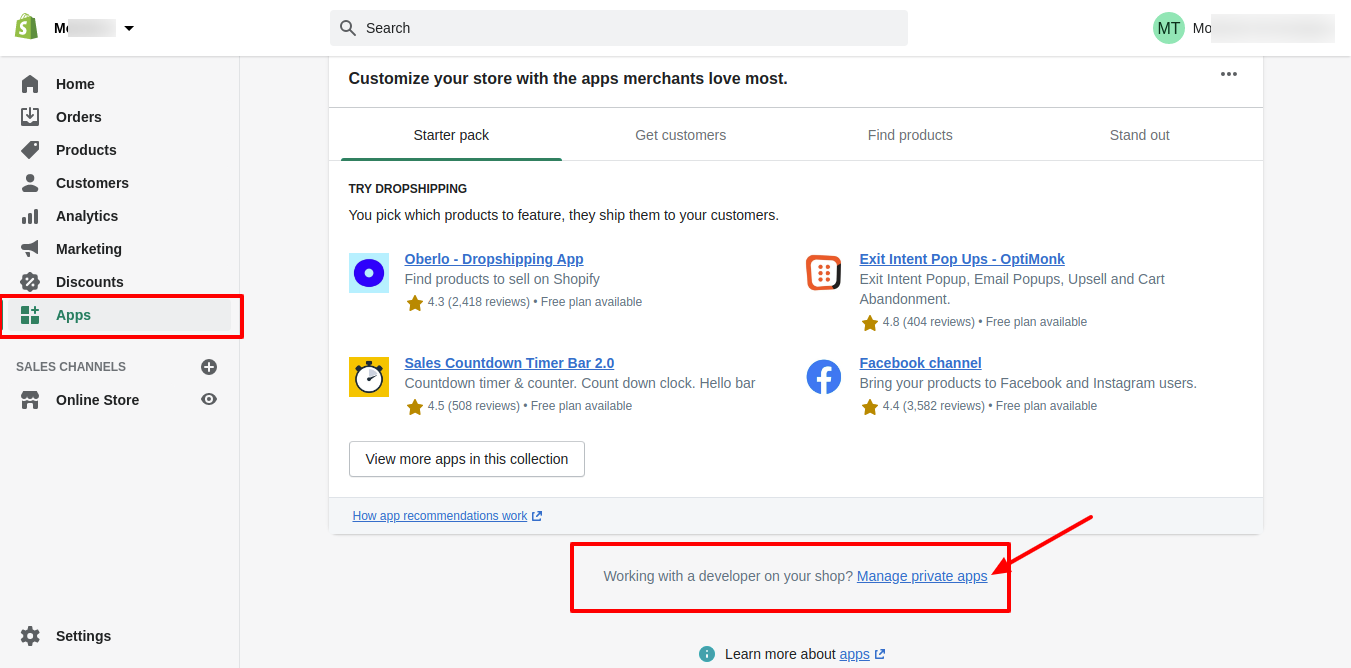 Search
MT
Home
Orders
Products
Customers
Analytics
Marketing
Discounts
Apps
SALES CHANNELS
Online Store
Settings
Customize your store with the apps merchants love most.
Starter pack
Get customers
Find products
Stand out
TRY DROPSHIPPING
You pick which products to feature, they ship them to your customers.
Oberlo - Dropshipping App
Find products to sell on Shopify
4.3 (2,418 reviews) • Free plan available
Exit Intent Pop Ups - OptiMonk
Exit Intent Popup, Email Popups, Upsell and Cart
Abandonment.
4.8 (404 reviews) • Free plan available
Sales Countdown Timer Bar 2.0
Countdown timer & counter. Count down clock. Hello bar
4.5 (508 reviews) • Free plan available
Facebook channel
Bring your products to Facebook and Instagram users.
4.4 (3,582 reviews) • Free plan available
View more apps in this collection
How app recommendations work
Working with a developer on your shop? Manage private apps
Learn more about apps